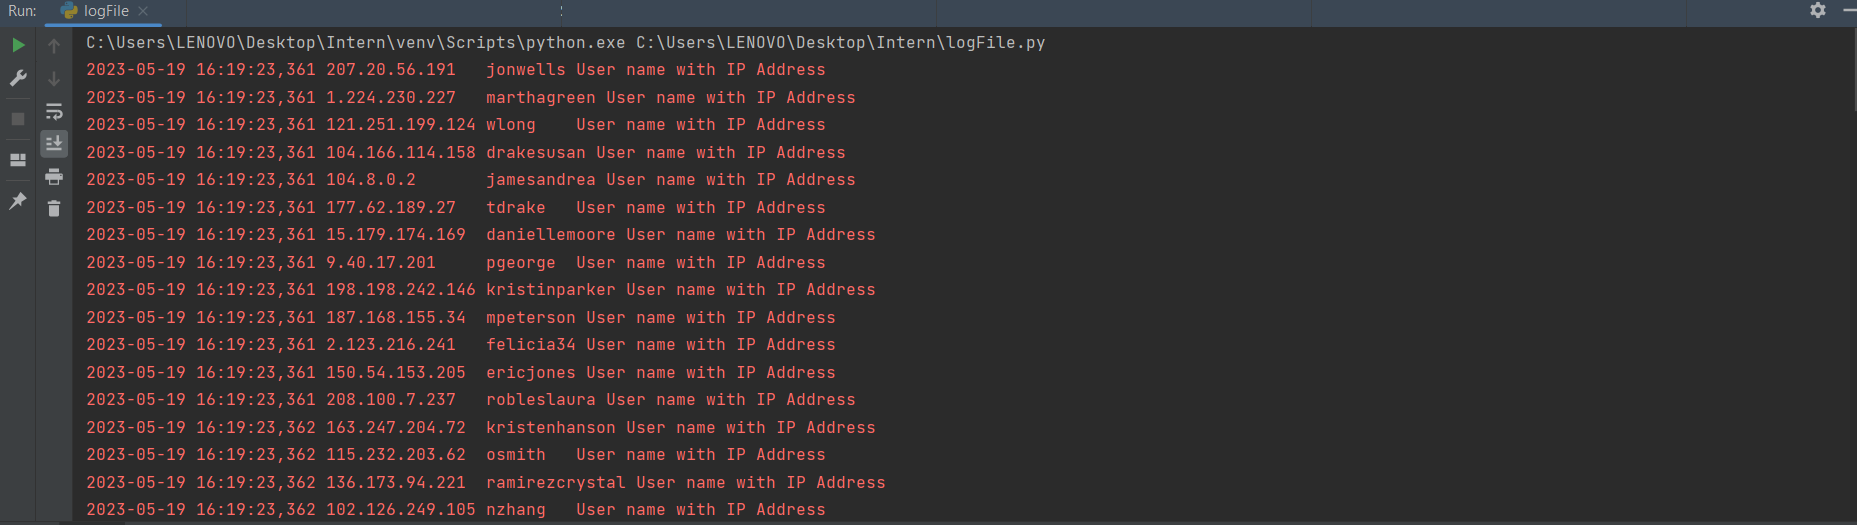 Run: logFile
C:\Users\LENOVO\Desktop\Intern\venv\Scripts\python.exe C:\Users\LENOVO\Desktop\Intern\logFile.py
2023-05-19 16:19:23,361 207.20.56.191   jonwells User name with IP Address
2023-05-19 16:19:23,361 1.224.230.227   marthagreen User name with IP Address
2023-05-19 16:19:23,361 121.251.199.124 wlong    User name with IP Address
2023-05-19 16:19:23,361 104.166.114.158 drakesusan User name with IP Address
2023-05-19 16:19:23,361 104.8.0.2       jamesandrea User name with IP Address
2023-05-19 16:19:23,361 177.62.189.27   tdrake   User name with IP Address
2023-05-19 16:19:23,361 15.179.174.169  daniellemoore User name with IP Address
2023-05-19 16:19:23,361 9.40.17.201     pgeorge  User name with IP Address
2023-05-19 16:19:23,361 198.198.242.146 kristinparker User name with IP Address
2023-05-19 16:19:23,361 187.168.155.34  mpeterson User name with IP Address
2023-05-19 16:19:23,361 2.123.216.241   felicia34 User name with IP Address
2023-05-19 16:19:23,361 150.54.153.205  ericjones User name with IP Address
2023-05-19 16:19:23,361 208.100.7.237   robleslaura User name with IP Address
2023-05-19 16:19:23,362 163.247.204.72  kristenhanson User name with IP Address
2023-05-19 16:19:23,362 115.232.203.62  osmith   User name with IP Address
2023-05-19 16:19:23,362 136.173.94.221  ramirezcrystal User name with IP Address
2023-05-19 16:19:23,362 102.126.249.105 nzhang   User name with IP Address